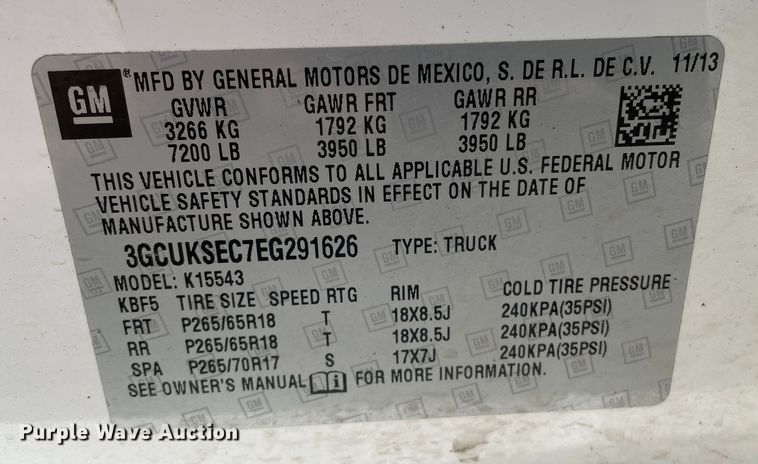 GM ® MFD BY GENERAL MOTORS DE MEXICO, S. DE R.L. DE C.V. 11/13
GVWR GAWR FRT GAWR RR
3266 KG 1792 KG 1792 KG
7200 LB 3950 LB 3950 LB
THIS VEHICLE CONFORMS TO ALL APPLICABLE U.S. FEDERAL MOTOR
VEHICLE SAFETY STANDARDS IN EFFECT ON THE DATE OF
MANUFACTURE SHOWN ABOVE.
3GCUKSEC7EG291626 TYPE: TRUCK
MODEL: K15543
KBF5 TIRE SIZE SPEED RTG RIM COLD TIRE PRESSURE
FRT P265/65R18 T 18X8.5J 240KPA(35PSI)
RR P265/65R18 T 18X8.5J 240KPA(35PSI)
SPA P265/70R17 S 17X7J 240KPA(35PSI)
SEE OWNER'S MANUAL FOR MORE INFORMATION.
Purple Wave Auction